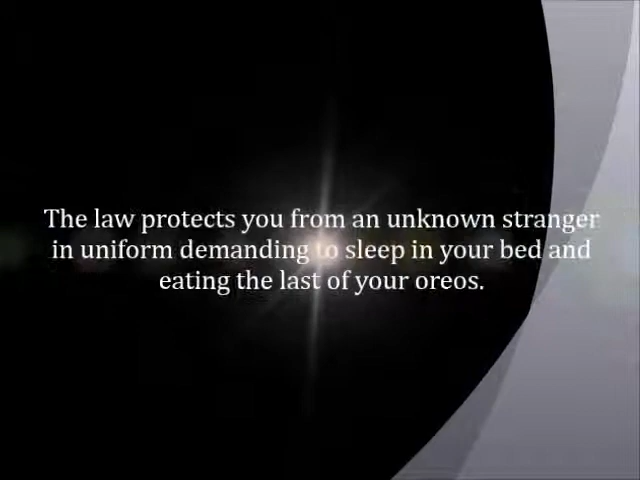 The law protects you from an unknown stranger
in uniform demanding to sleep in your bed and
eating the last of your oreos.